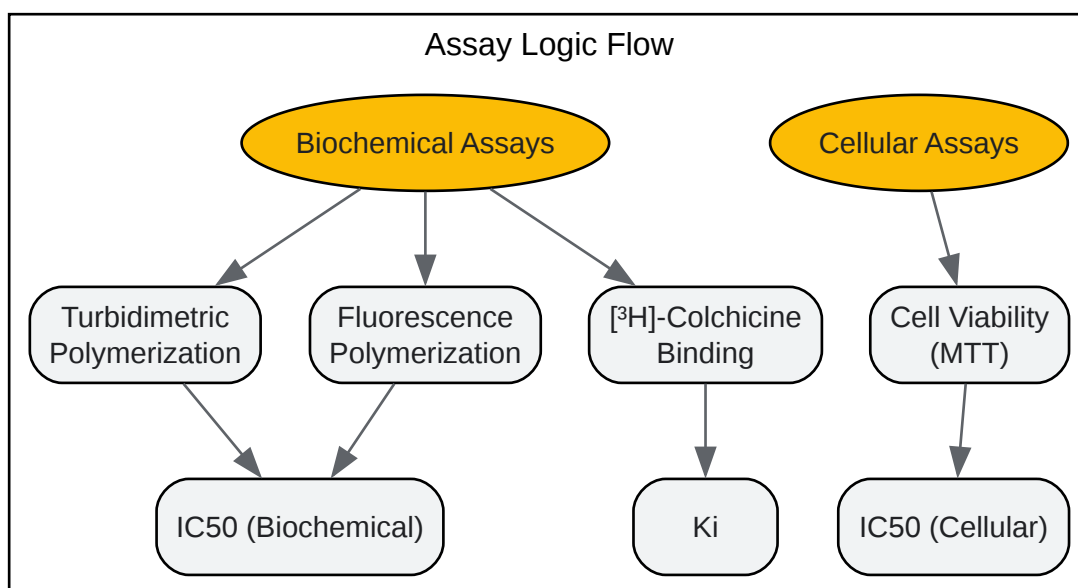 Assay Logic Flow
Biochemical Assays
Cellular Assays
Turbidimetric
Polymerization
Fluorescence
Polymerization
[³H]-Colchicine
Binding
Cell Viability
(MTT)
IC50 (Biochemical)
Ki
IC50 (Cellular)